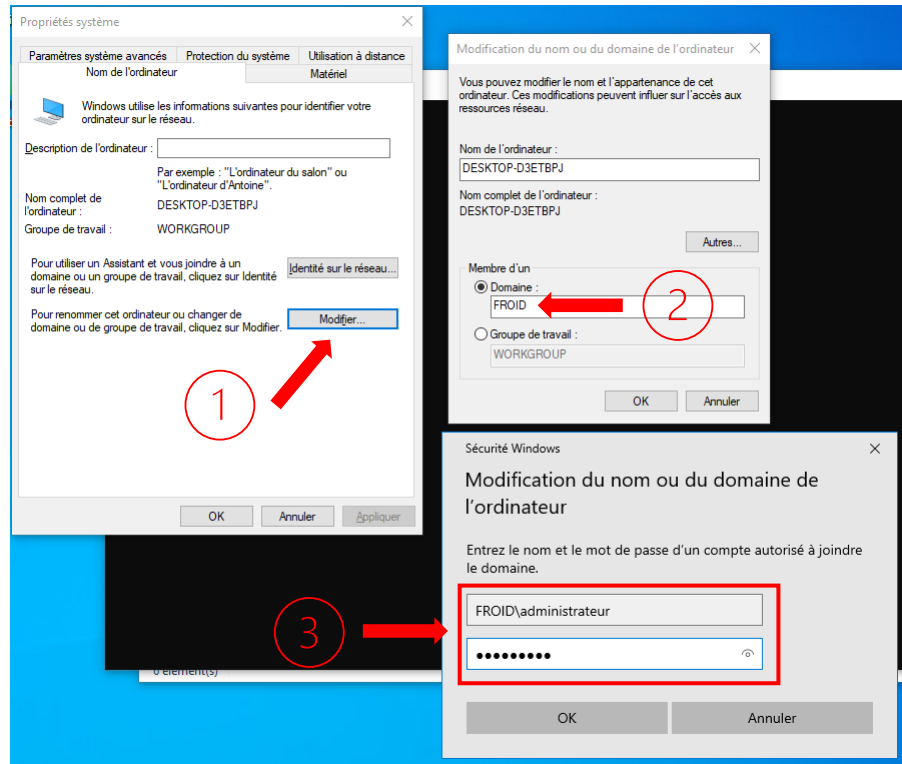 Propriétés système
Paramètres système avancés
Protection du système
Utilisation à distance
Nom de l'ordinateur
Matériel
Windows utilise les informations suivantes pour identifier votre
ordinateur sur le réseau.
Description de l'ordinateur :
Par exemple : "L'ordinateur du salon" ou
"L'ordinateur d'Antoine".
Nom complet de
l'ordinateur :
DESKTOP-D3ETBPJ
Groupe de travail :
WORKGROUP
Pour utiliser un Assistant et vous joindre à un
domaine ou un groupe de travail, cliquez sur Identité
sur le réseau.
Identité sur le réseau...
Pour renommer cet ordinateur ou changer de
domaine ou de groupe de travail, cliquez sur Modifier.
Modifier...
1
OK
Annuler
Appliquer
Modification du nom ou du domaine de l'ordinateur
Vous pouvez modifier le nom et l'appartenance de cet
ordinateur. Ces modifications peuvent influer sur l'accès aux
ressources réseau.
Nom de l'ordinateur :
DESKTOP-D3ETBPJ
Nom complet de l'ordinateur :
DESKTOP-D3ETBPJ
Autres...
Membre d'un
Domaine :
FROID
2
Groupe de travail :
WORKGROUP
OK
Annuler
Sécurité Windows
Modification du nom ou du domaine de
l'ordinateur
Entrez le nom et le mot de passe d'un compte autorisé à joindre
le domaine.
FROID\administrateur
●●●●●●●●●
3
OK
Annuler
0 élément(s)